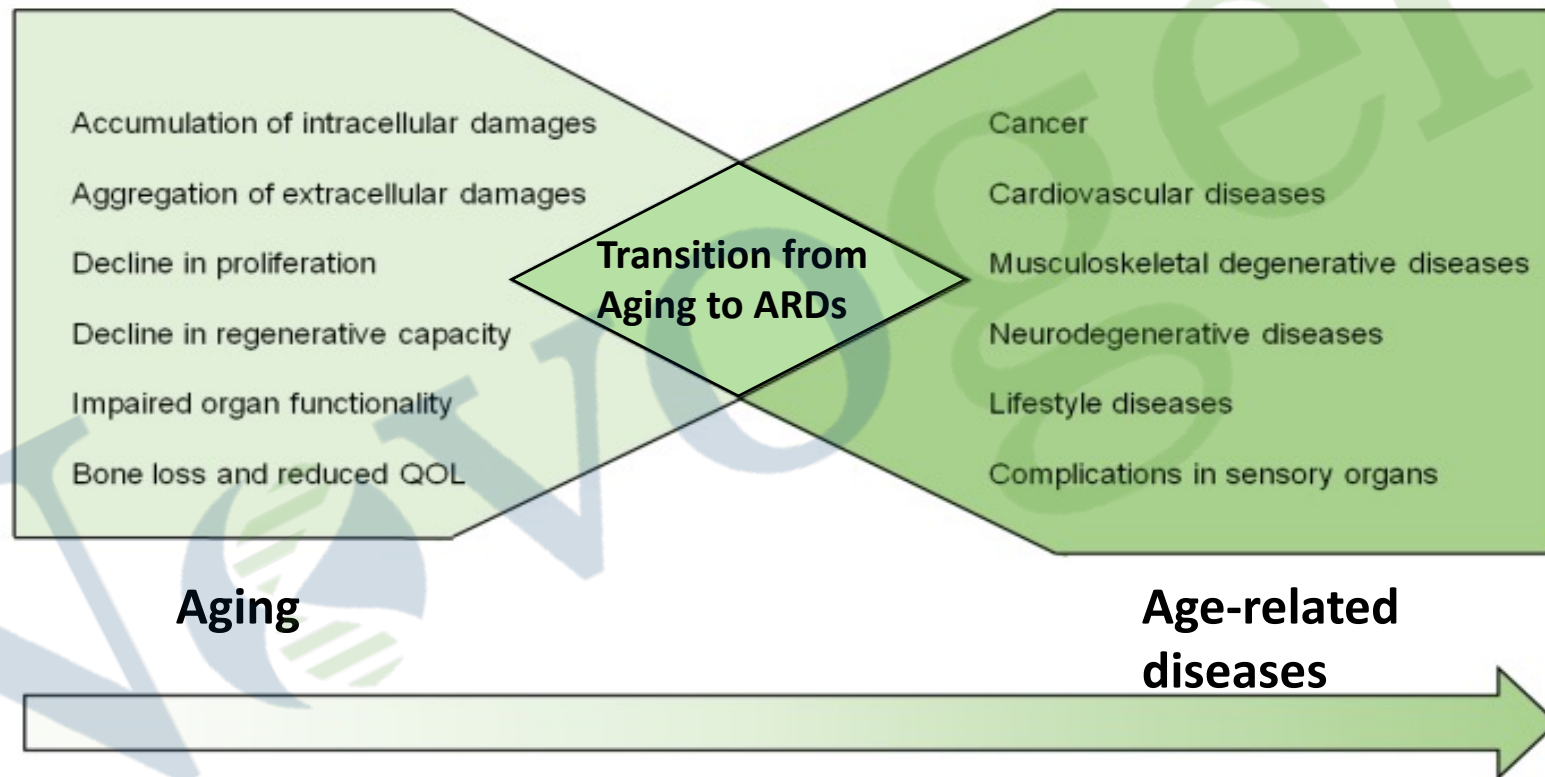 Accumulation of intracellular damages
Aggregation of extracellular damages
Decline in proliferation
Decline in regenerative capacity
Impaired organ functionality
Bone loss and reduced QOL
Transition from
Aging to ARDs
Cancer
Cardiovascular diseases
Musculoskeletal degenerative diseases
Neurodegenerative diseases
Lifestyle diseases
Complications in sensory organs
Aging
Age-related
diseases